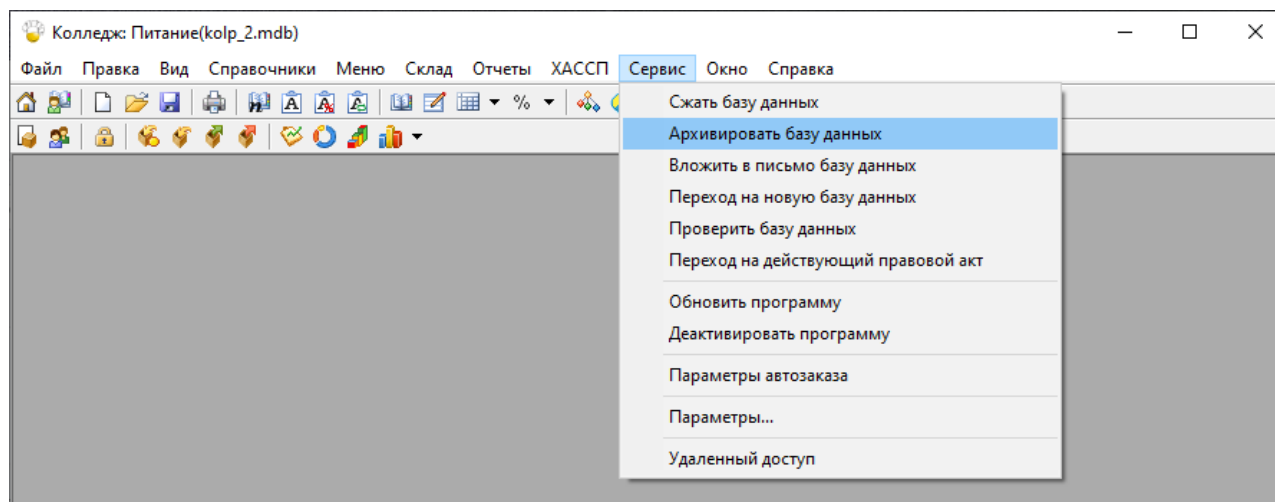 Колледж: Питание(kolp_2.mdb)
Файл Правка Вид Справочники Меню Склад Отчеты ХАССП Сервис Окно Справка
Сжать базу данных
Архивировать базу данных
Вложить в письмо базу данных
Переход на новую базу данных
Проверить базу данных
Переход на действующий правовой акт
Обновить программу
Деактивировать программу
Параметры автозаказа
Параметры...
Удаленный доступ